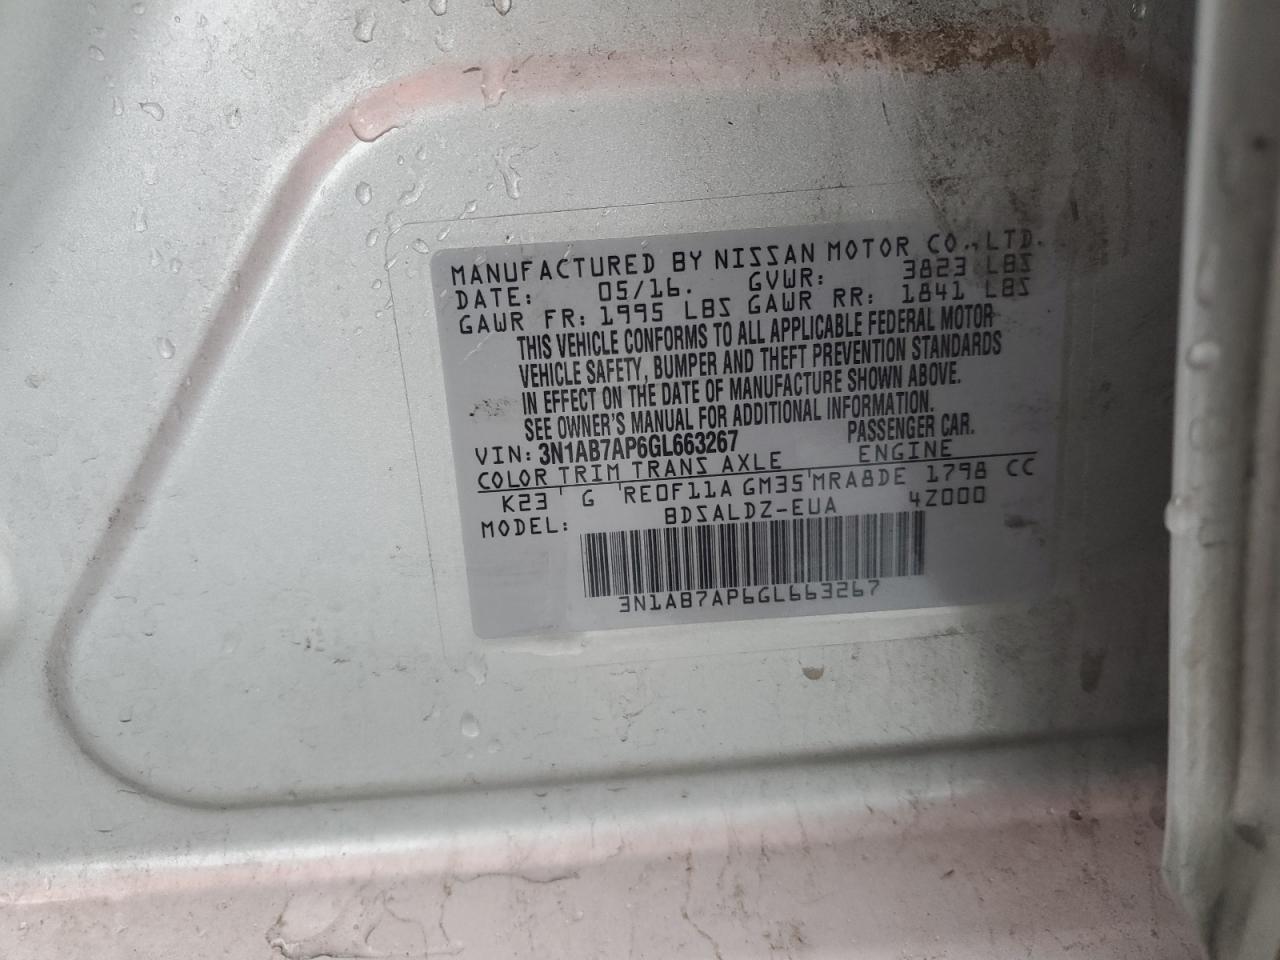 MANUFACTURED BY NISSAN MOTOR CO., LTD.
DATE: 05/16. GVWR: 3823 LBS
GAWR FR: 1995 LBS GAWR RR: 1841 LBS
THIS VEHICLE CONFORMS TO ALL APPLICABLE FEDERAL MOTOR
VEHICLE SAFETY, BUMPER AND THEFT PREVENTION STANDARDS
IN EFFECT ON THE DATE OF MANUFACTURE SHOWN ABOVE.
SEE OWNER'S MANUAL FOR ADDITIONAL INFORMATION.
VIN: 3N1AB7AP6GL663267 PASSENGER CAR.
COLOR TRIM TRANS AXLE ENGINE
K23 G RE0F11A GM35 MRA8DE 1798 CC
MODEL: BDSALDZ-EUA 4Z000
3N1AB7AP6GL663267